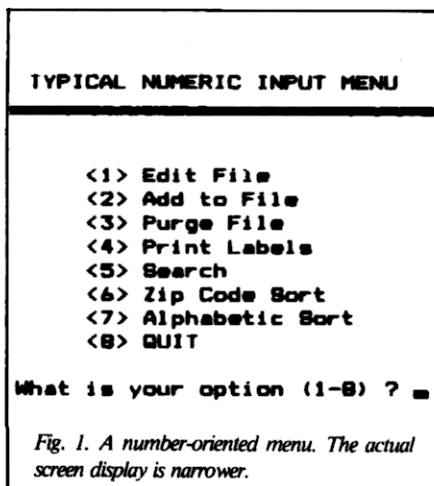 TYPICAL NUMERIC INPUT MENU
<1> Edit File
<2> Add to File
<3> Purge File
<4> Print Labels
<5> Search
<6> Zip Code Sort
<7> Alphabetic Sort
<8> QUIT
What is your option (1-8) ?
Fig. 1. A number-oriented menu. The actual
screen display is narrower.